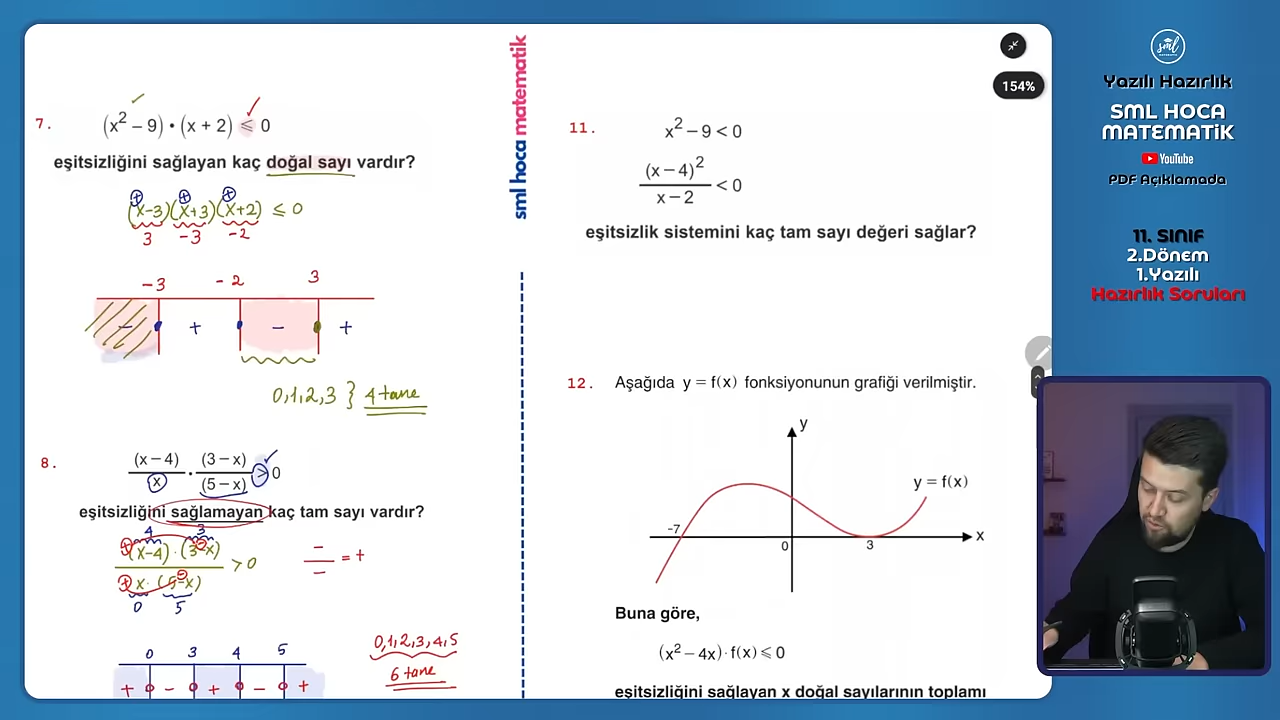 7.
(x² – 9) • (x + 2) ≤ 0
eşitsizliğini sağlayan kaç doğal sayı vardır?
(x-3)(x+3)(x+2) ≤ 0
3 -3 -2
-3 -2 3
- + - +
0,1,2,3 } 4 tane
8.
(x – 4)/x • (3 – x)/(5 – x) > 0
eşitsizliğini sağlamayan kaç tam sayı vardır?
4 3
(x-4)·(3-x)
x·(5-x)
> 0
0 5
-/- = +
0 3 4 5
+ - + - +
0,1,2,3,4,5
6 tane
sml hoca matematik
11.
x² – 9 < 0
(x – 4)²/(x – 2) < 0
eşitsizlik sistemini kaç tam sayı değeri sağlar?
12. Aşağıda y = f(x) fonksiyonunun grafiği verilmiştir.
y
y = f(x)
-7 0 3 x
Buna göre,
(x² – 4x) · f(x) ≤ 0
eşitsizliğini sağlayan x doğal sayılarının toplamı
154%
sml
Yazılı Hazırlık
SML HOCA
MATEMATİK
YouTube
PDF Açıklamada
11. SINIF
2.Dönem
1.Yazılı
Hazırlık Soruları